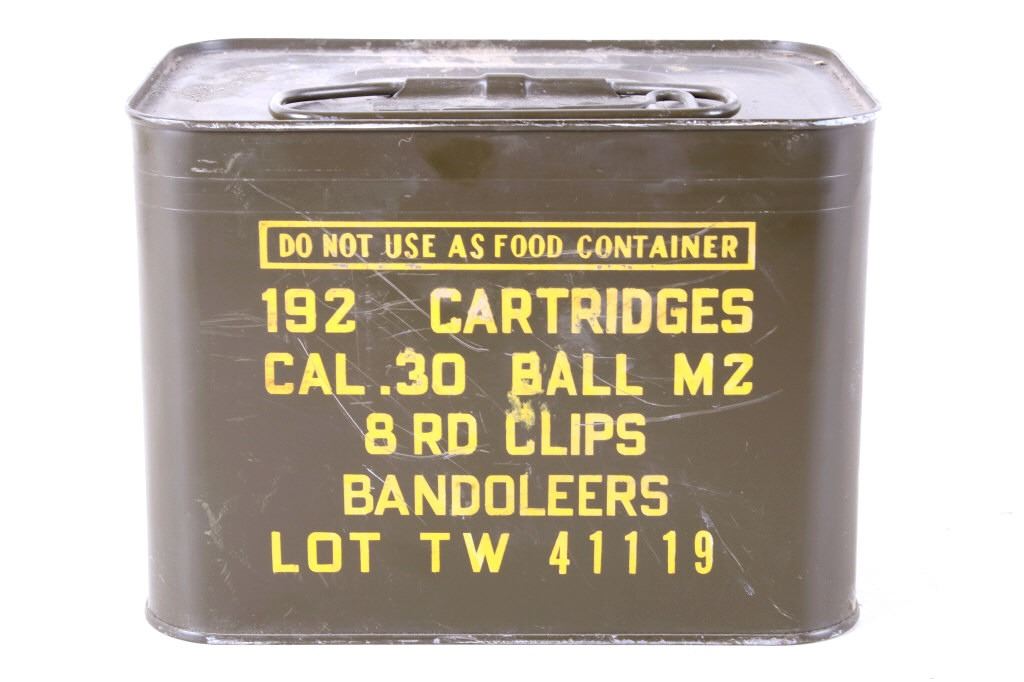 DO NOT USE AS FOOD CONTAINER
192 CARTRIDGES
CAL .30 BALL M2
8 RD CLIPS
BANDOLEERS
LOT TW 41119